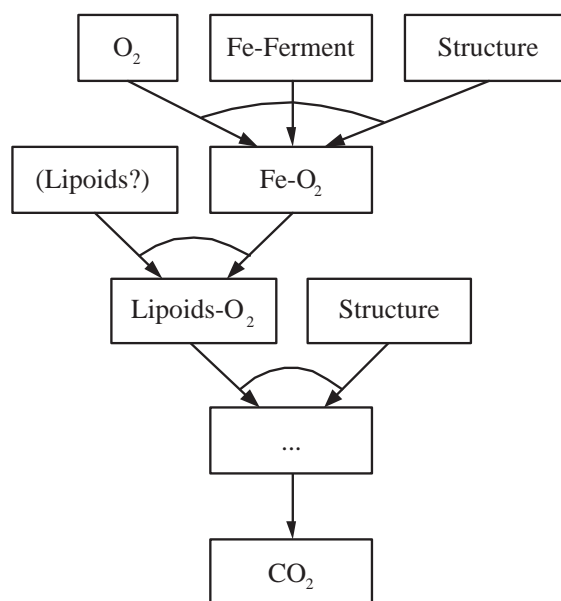 O₂
Fe-Ferment
Structure
(Lipoids?)
Fe-O₂
Lipoids-O₂
Structure
...
CO₂